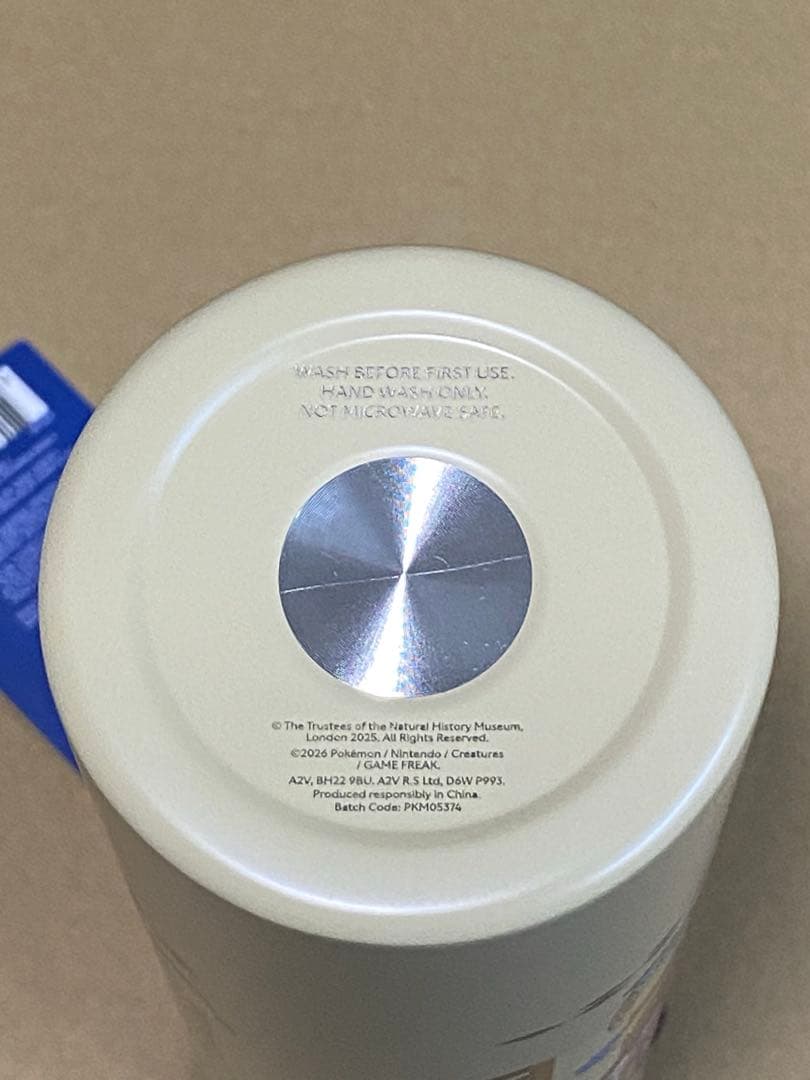 WASH BEFORE FIRST USE.
HAND WASH ONLY.
NOT MICROWAVE SAFE.
© The Trustees of the Natural History Museum,
London 2025. All Rights Reserved.
©2026 Pokémon / Nintendo / Creatures
/ GAME FREAK.
A2V, BH22 9BU. A2V R.S Ltd, D6W P993.
Produced responsibly in China.
Batch Code: PKM05374